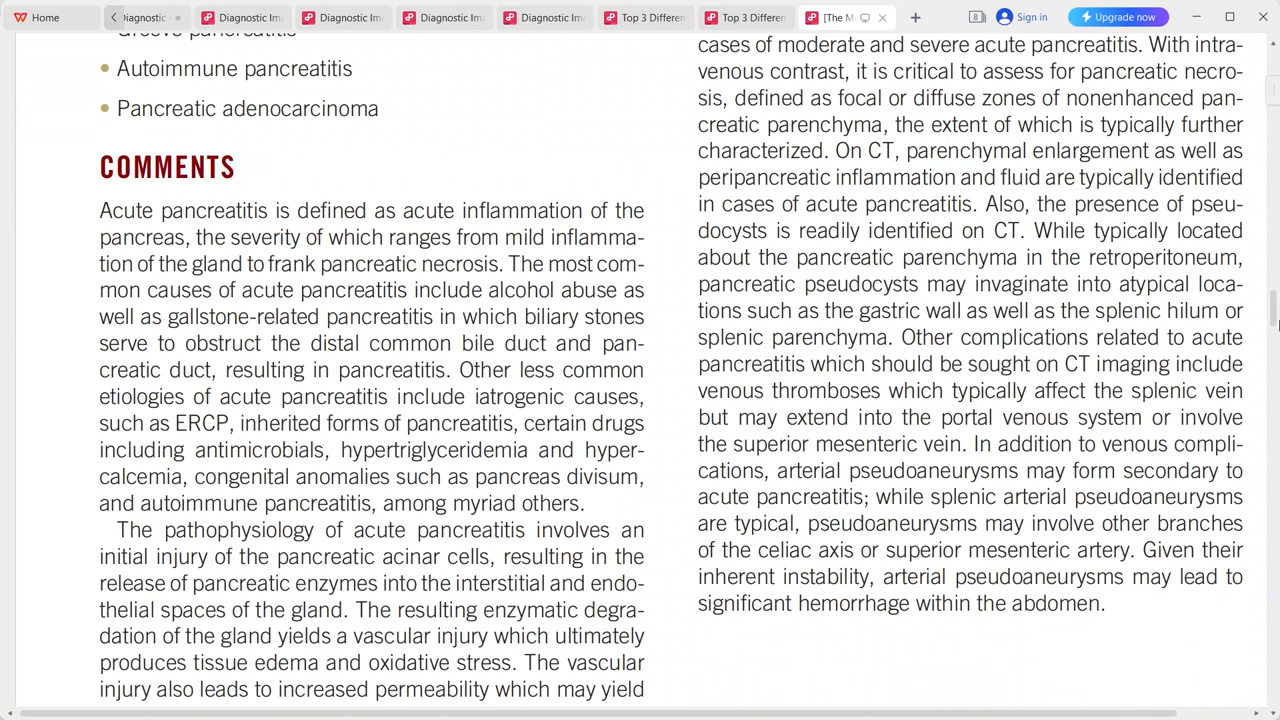 Home
Diagnostic
Diagnostic Im
Diagnostic Im
Diagnostic Im
Diagnostic Im
Top 3 Differen
Top 3 Differen
[The M
8
Sign in
Upgrade now
Groove pancreatitis
• Autoimmune pancreatitis
• Pancreatic adenocarcinoma
COMMENTS
Acute pancreatitis is defined as acute inflammation of the
pancreas, the severity of which ranges from mild inflamma-
tion of the gland to frank pancreatic necrosis. The most com-
mon causes of acute pancreatitis include alcohol abuse as
well as gallstone-related pancreatitis in which biliary stones
serve to obstruct the distal common bile duct and pan-
creatic duct, resulting in pancreatitis. Other less common
etiologies of acute pancreatitis include iatrogenic causes,
such as ERCP, inherited forms of pancreatitis, certain drugs
including antimicrobials, hypertriglyceridemia and hyper-
calcemia, congenital anomalies such as pancreas divisum,
and autoimmune pancreatitis, among myriad others.
The pathophysiology of acute pancreatitis involves an
initial injury of the pancreatic acinar cells, resulting in the
release of pancreatic enzymes into the interstitial and endo-
thelial spaces of the gland. The resulting enzymatic degra-
dation of the gland yields a vascular injury which ultimately
produces tissue edema and oxidative stress. The vascular
injury also leads to increased permeability which may yield
cases of moderate and severe acute pancreatitis. With intra-
venous contrast, it is critical to assess for pancreatic necro-
sis, defined as focal or diffuse zones of nonenhanced pan-
creatic parenchyma, the extent of which is typically further
characterized. On CT, parenchymal enlargement as well as
peripancreatic inflammation and fluid are typically identified
in cases of acute pancreatitis. Also, the presence of pseu-
docysts is readily identified on CT. While typically located
about the pancreatic parenchyma in the retroperitoneum,
pancreatic pseudocysts may invaginate into atypical loca-
tions such as the gastric wall as well as the splenic hilum or
splenic parenchyma. Other complications related to acute
pancreatitis which should be sought on CT imaging include
venous thromboses which typically affect the splenic vein
but may extend into the portal venous system or involve
the superior mesenteric vein. In addition to venous compli-
cations, arterial pseudoaneurysms may form secondary to
acute pancreatitis; while splenic arterial pseudoaneurysms
are typical, pseudoaneurysms may involve other branches
of the celiac axis or superior mesenteric artery. Given their
inherent instability, arterial pseudoaneurysms may lead to
significant hemorrhage within the abdomen.